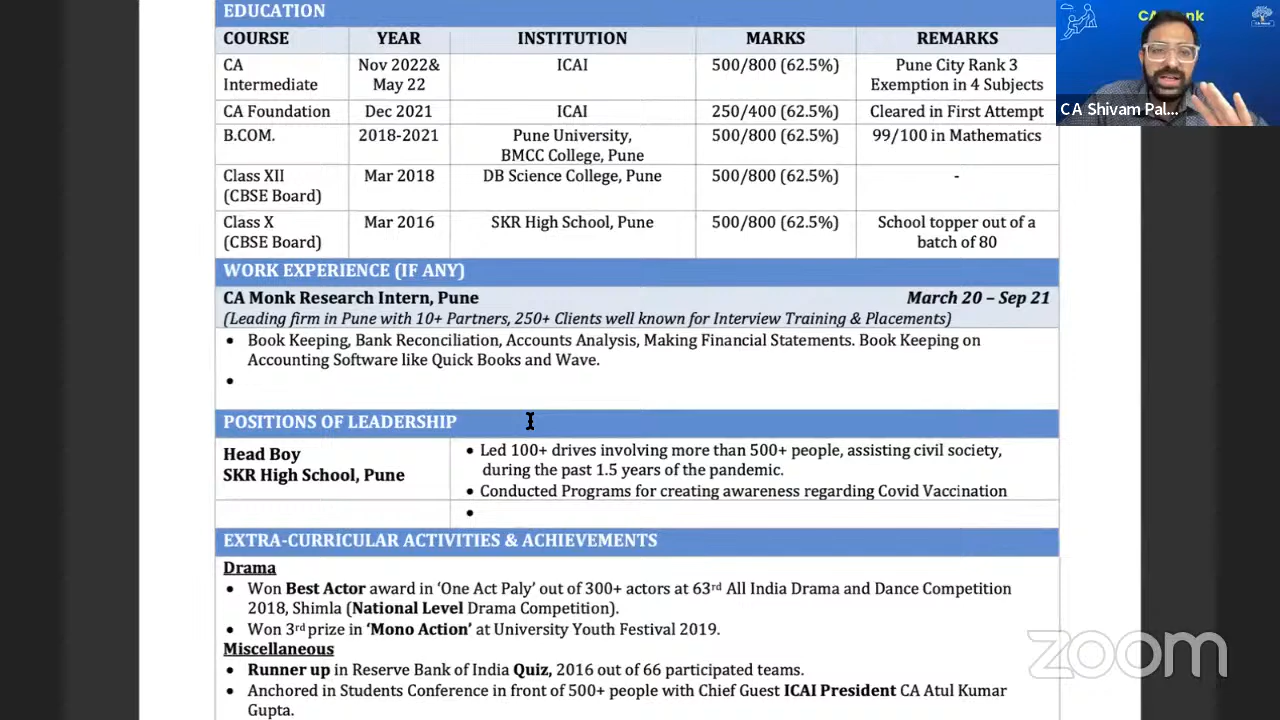 EDUCATION
COURSE YEAR INSTITUTION MARKS REMARKS
CA Intermediate Nov 2022& May 22 ICAI 500/800 (62.5%) Pune City Rank 3 Exemption in 4 Subjects
CA Foundation Dec 2021 ICAI 250/400 (62.5%) Cleared in First Attempt
B.COM. 2018-2021 Pune University, BMCC College, Pune 500/800 (62.5%) 99/100 in Mathematics
Class XII (CBSE Board) Mar 2018 DB Science College, Pune 500/800 (62.5%) -
Class X (CBSE Board) Mar 2016 SKR High School, Pune 500/800 (62.5%) School topper out of a batch of 80
WORK EXPERIENCE (IF ANY)
CA Monk Research Intern, Pune March 20 – Sep 21
(Leading firm in Pune with 10+ Partners, 250+ Clients well known for Interview Training & Placements)
• Book Keeping, Bank Reconciliation, Accounts Analysis, Making Financial Statements. Book Keeping on
Accounting Software like Quick Books and Wave.
•
POSITIONS OF LEADERSHIP
Head Boy
SKR High School, Pune
• Led 100+ drives involving more than 500+ people, assisting civil society,
during the past 1.5 years of the pandemic.
• Conducted Programs for creating awareness regarding Covid Vaccination
•
EXTRA-CURRICULAR ACTIVITIES & ACHIEVEMENTS
Drama
• Won Best Actor award in ‘One Act Paly’ out of 300+ actors at 63rd All India Drama and Dance Competition
2018, Shimla (National Level Drama Competition).
• Won 3rd prize in ‘Mono Action’ at University Youth Festival 2019.
Miscellaneous
• Runner up in Reserve Bank of India Quiz, 2016 out of 66 participated teams.
• Anchored in Students Conference in front of 500+ people with Chief Guest ICAI President CA Atul Kumar
Gupta.
CA Shivam Pal...
zoom